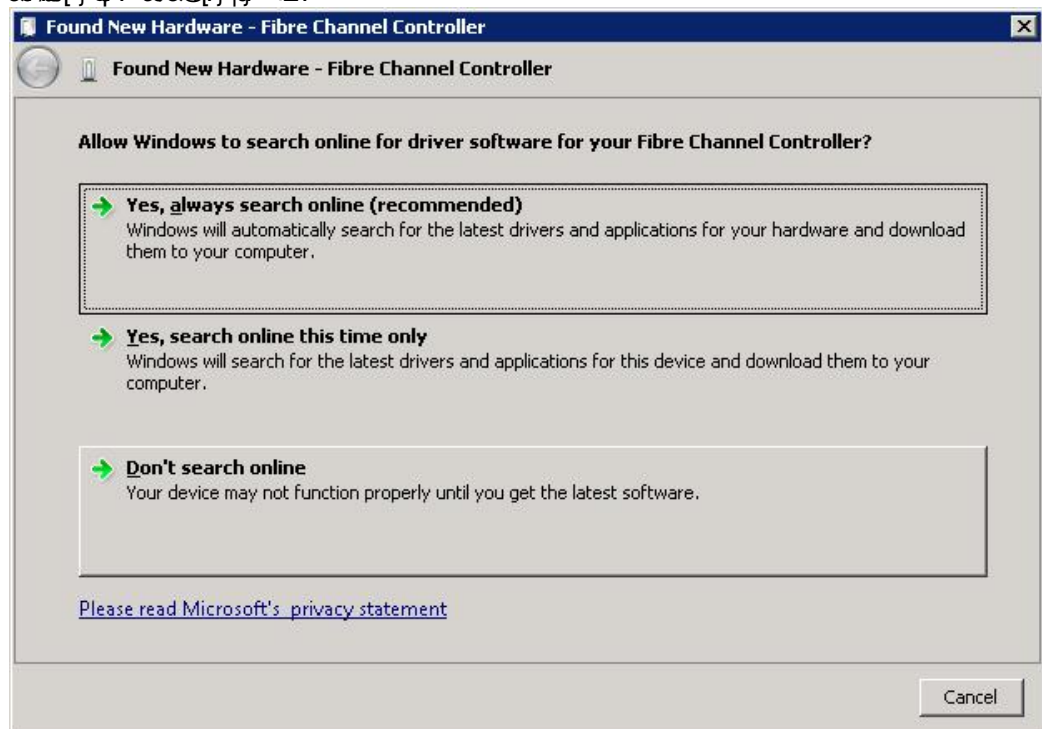 Found New Hardware - Fibre Channel Controller
Found New Hardware - Fibre Channel Controller
Allow Windows to search online for driver software for your Fibre Channel Controller?
Yes, always search online (recommended)
Windows will automatically search for the latest drivers and applications for your hardware and download
them to your computer.
Yes, search online this time only
Windows will search for the latest drivers and applications for this device and download them to your
computer.
Don't search online
Your device may not function properly until you get the latest software.
Please read Microsoft's privacy statement
Cancel